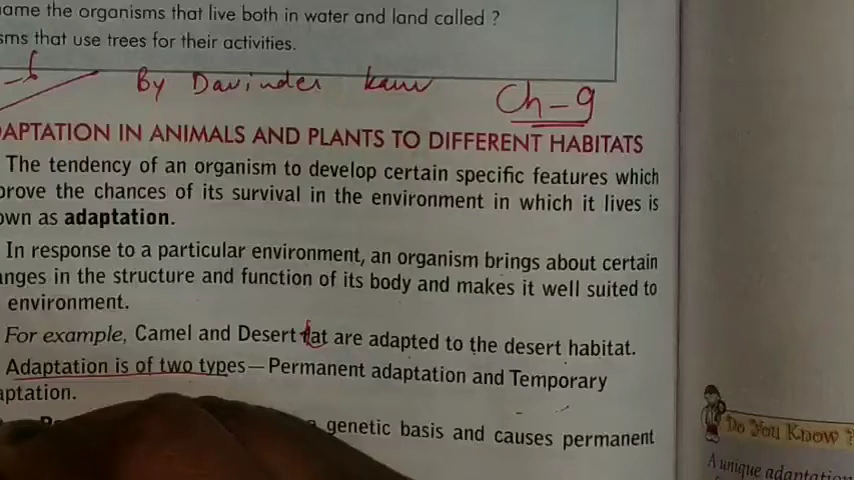 ame the organisms that live both in water and land called ?
sms that use trees for their activities.
By Davinder kaur
Ch-9
APTATION IN ANIMALS AND PLANTS TO DIFFERENT HABITATS
The tendency of an organism to develop certain specific features which
prove the chances of its survival in the environment in which it lives is
own as adaptation.
In response to a particular environment, an organism brings about certain
anges in the structure and function of its body and makes it well suited to
environment.
For example, Camel and Desert rat are adapted to the desert habitat.
Adaptation is of two types—Permanent adaptation and Temporary
aptation.
genetic basis and causes permanent
Do You Know ?
A unique adaptation